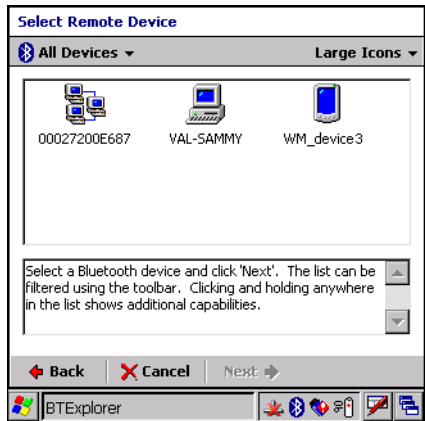 Select Remote Device
All Devices Large Icons
00027200E687 VAL-SAMMY WM_device3
Select a Bluetooth device and click 'Next'. The list can be
filtered using the toolbar. Clicking and holding anywhere
in the list shows additional capabilities.
Back Cancel Next
BTExplorer